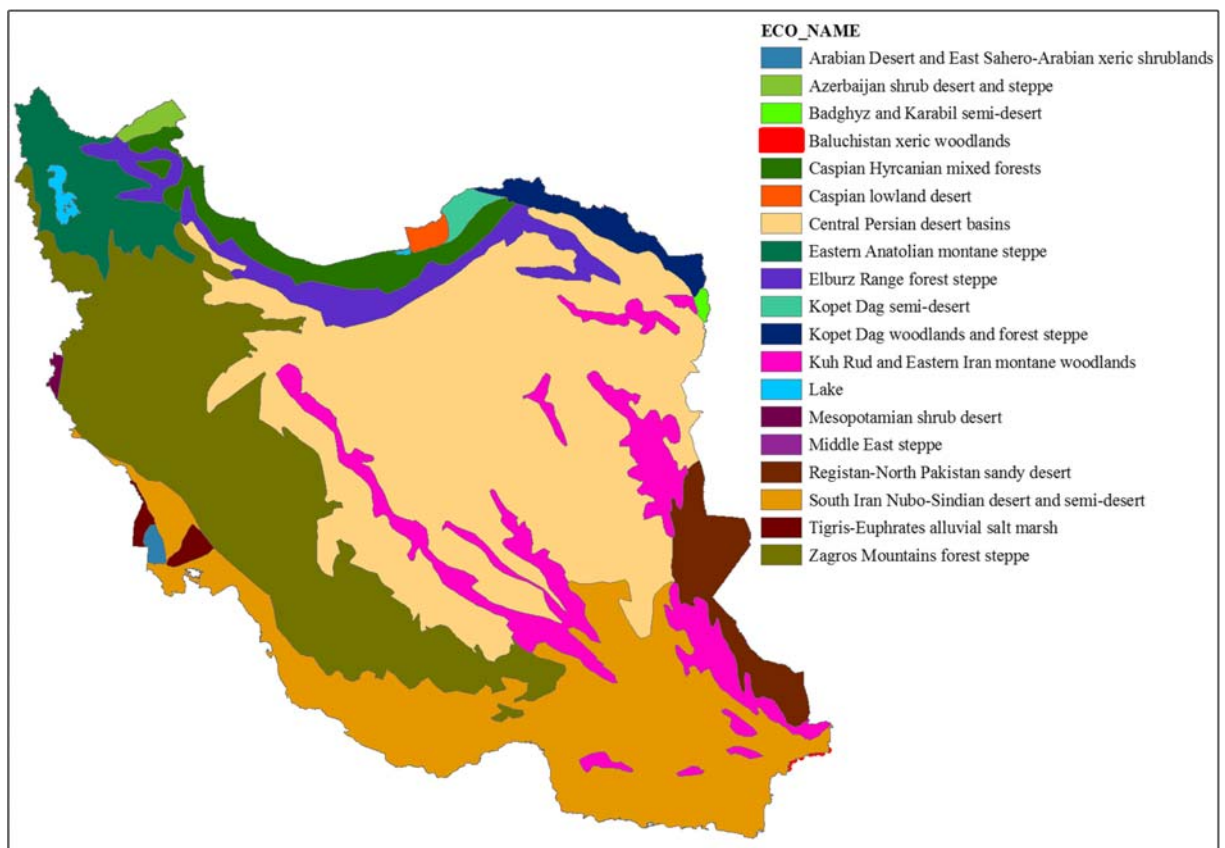 ECO_NAME
Arabian Desert and East Sahero-Arabian xeric shrublands
Azerbaijan shrub desert and steppe
Badghyz and Karabil semi-desert
Baluchistan xeric woodlands
Caspian Hyrcanian mixed forests
Caspian lowland desert
Central Persian desert basins
Eastern Anatolian montane steppe
Elburz Range forest steppe
Kopet Dag semi-desert
Kopet Dag woodlands and forest steppe
Kuh Rud and Eastern Iran montane woodlands
Lake
Mesopotamian shrub desert
Middle East steppe
Registan-North Pakistan sandy desert
South Iran Nubo-Sindian desert and semi-desert
Tigris-Euphrates alluvial salt marsh
Zagros Mountains forest steppe